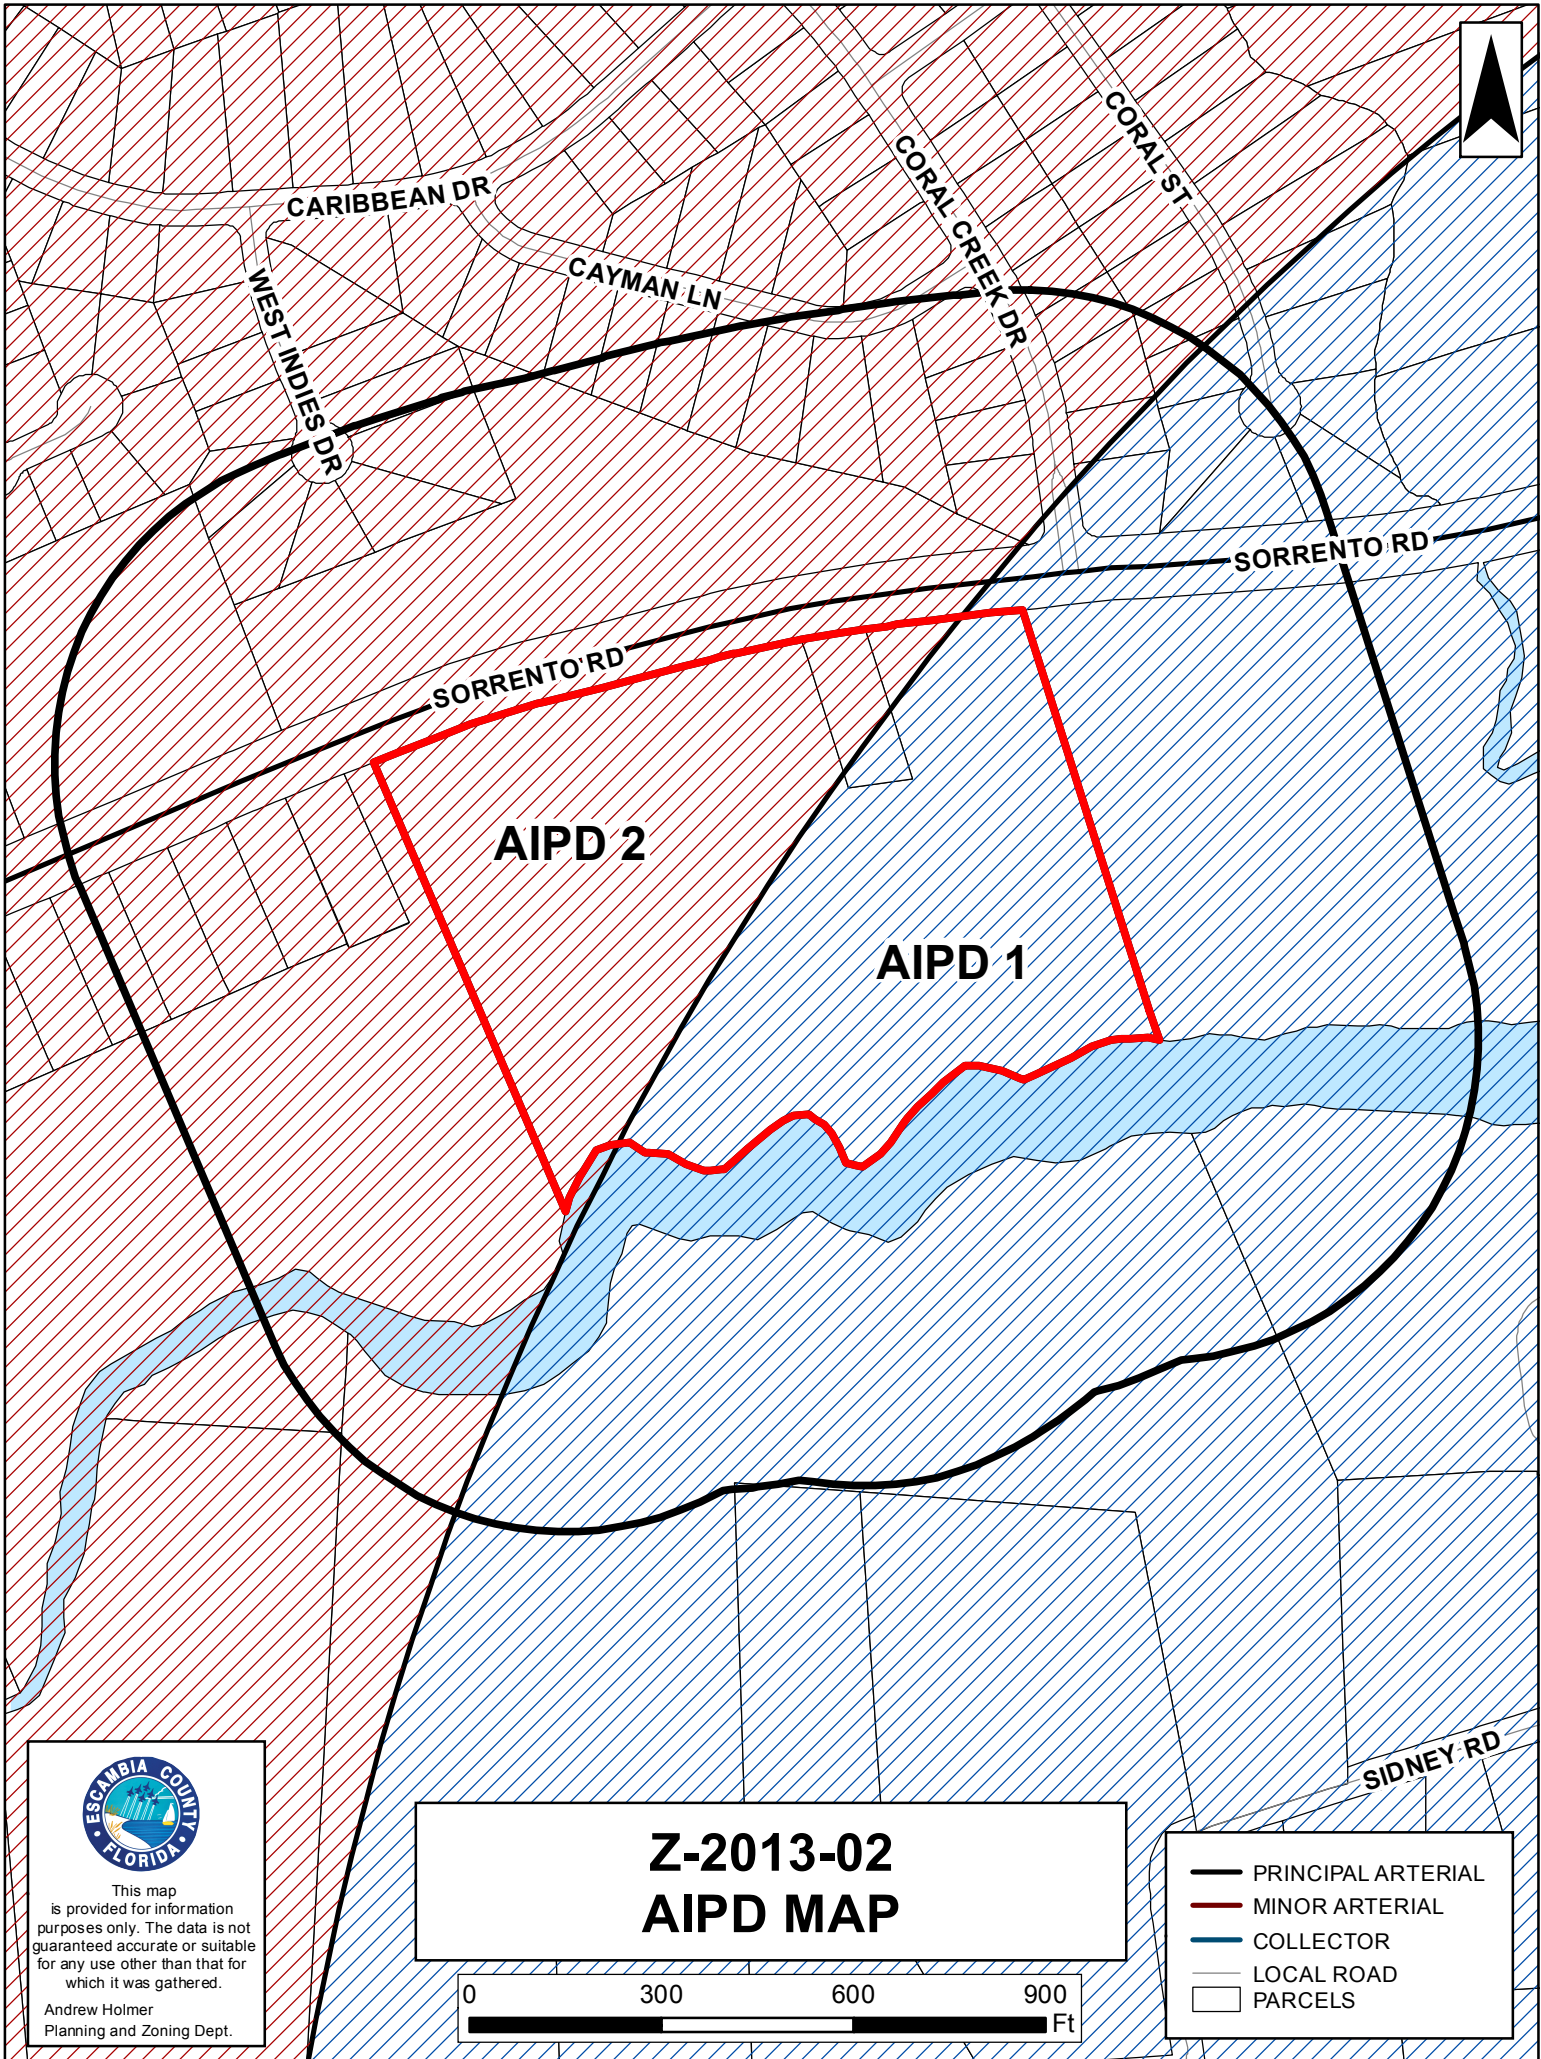 CORAL ST
CORAL CREEK DR
CARIBBEAN DR
CAYMAN LN
WEST INDIES DR
SORRENTO RD
SORRENTO RD
AIPD 2
AIPD 1
SIDNEY RD
ESCAMBIA COUNTY
FLORIDA
This map
is provided for information
purposes only. The data is not
guaranteed accurate or suitable
for any use other than that for
which it was gathered.
Andrew Holmer
Planning and Zoning Dept.
Z-2013-02
AIPD MAP
0 300 600 900
Ft
PRINCIPAL ARTERIAL
MINOR ARTERIAL
COLLECTOR
LOCAL ROAD
PARCELS